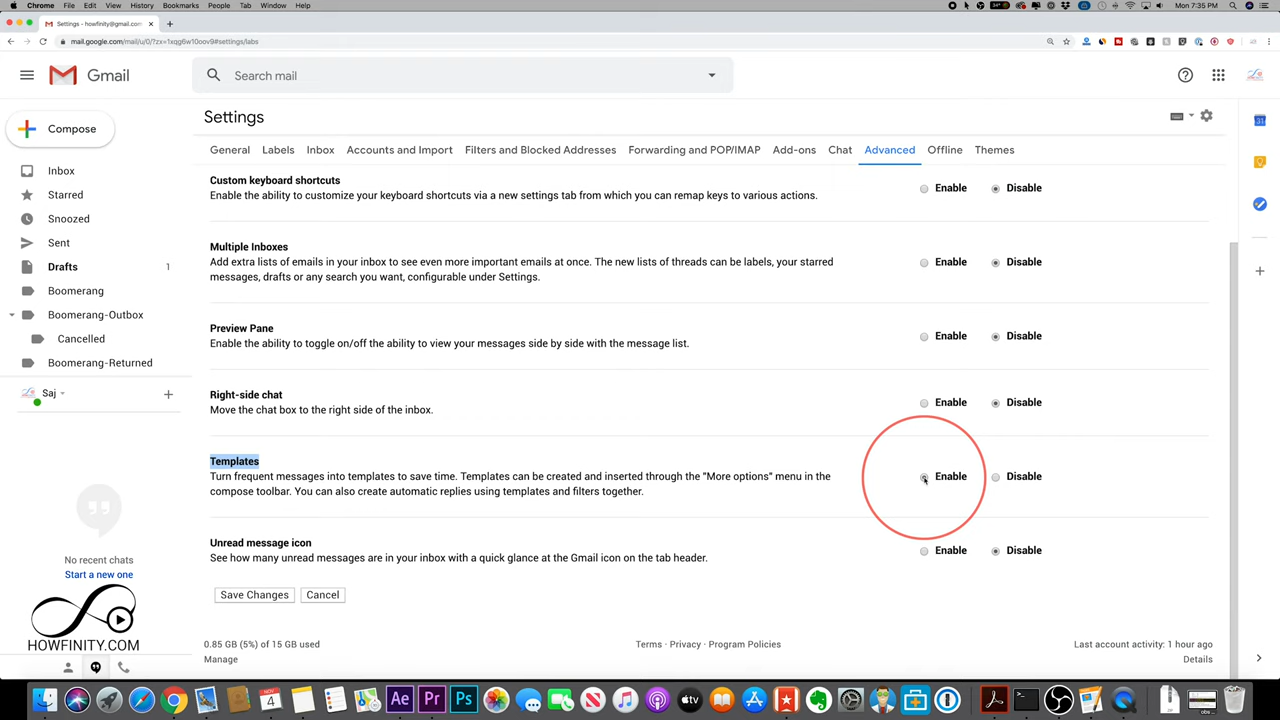 Chrome File Edit View History Bookmarks People Tab Window Help
Mon 7:35 PM
Settings - howfinity@gmail.com
mail.google.com/mail/u/0/?zx=1xqg6w10oov9#settings/labs
Gmail
Search mail
Compose
Inbox
Starred
Snoozed
Sent
Drafts 1
Boomerang
Boomerang-Outbox
Cancelled
Boomerang-Returned
Saj
No recent chats
Start a new one
HOWFINITY.COM
Settings
General Labels Inbox Accounts and Import Filters and Blocked Addresses Forwarding and POP/IMAP Add-ons Chat Advanced Offline Themes
Custom keyboard shortcuts
Enable the ability to customize your keyboard shortcuts via a new settings tab from which you can remap keys to various actions.
Enable Disable
Multiple Inboxes
Add extra lists of emails in your inbox to see even more important emails at once. The new lists of threads can be labels, your starred
messages, drafts or any search you want, configurable under Settings.
Enable Disable
Preview Pane
Enable the ability to toggle on/off the ability to view your messages side by side with the message list.
Enable Disable
Right-side chat
Move the chat box to the right side of the inbox.
Enable Disable
Templates
Turn frequent messages into templates to save time. Templates can be created and inserted through the "More options" menu in the
compose toolbar. You can also create automatic replies using templates and filters together.
Enable Disable
Unread message icon
See how many unread messages are in your inbox with a quick glance at the Gmail icon on the tab header.
Enable Disable
Save Changes Cancel
0.85 GB (5%) of 15 GB used
Manage
Terms · Privacy · Program Policies
Last account activity: 1 hour ago
Details
31
NOV
4
Ae
Pr
Ps
tv